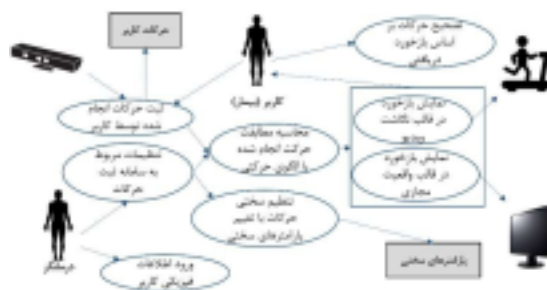 حرکات کاربر
تصحیح حرکات بر
اساس بازخورد
دریافتی
کاربر (بیمار)
ثبت حرکات انجام
شده توسط کاربر
نمایش بازخورد
در قالب نگاشت
محاسبه مطابقت
حرکت انجام شده
با الگوی حرکتی
تنظیمات مربوط
به سامانه ثبت
حرکات
نمایش بازخورد
در قالب واقعیت
مجازی
تنظیم سختی
حرکات با تغییر
پارامترهای سختی
پارامترهای سختی
درمانگر
ورود اطلاعات
فیزیکی کاربر